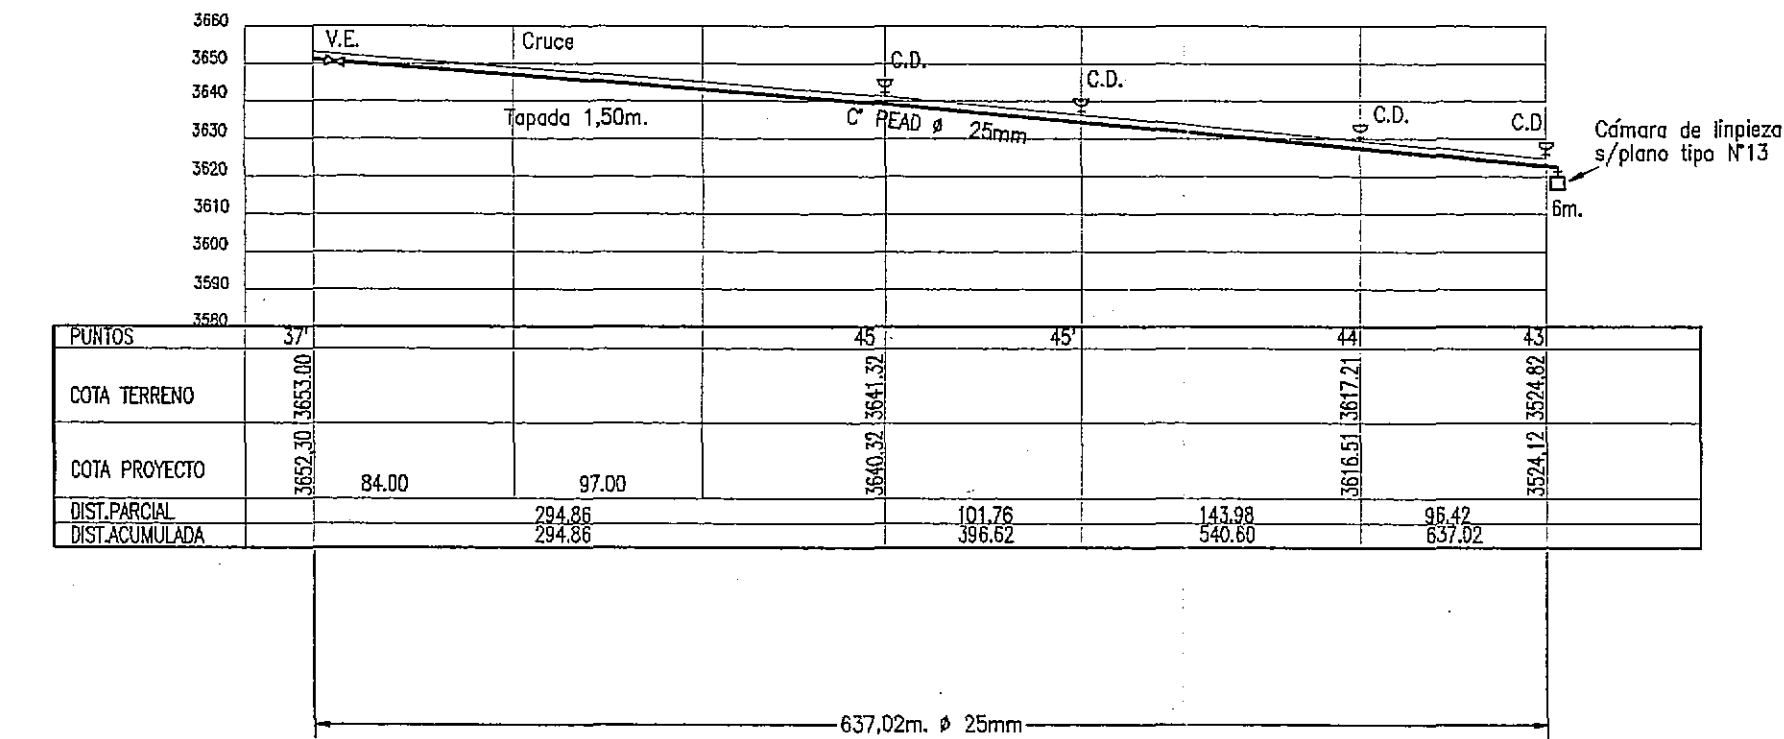 3660
3650
3640
3630
3620
3610
3600
3590
3580
V.E.
Cruce
C.D.
C.D.
C.D.
C.D
Tapada 1,50m.
C° PEAD ø 25mm
Cámara de linpieza
s/plano tipo N°13
6m.
PUNTOS 37' 45 45' 44 43
COTA TERRENO 3653.00 3641.32 3617.21 3524.82
COTA PROYECTO 3652,30 3640,32 3616.51 3524,12
84.00 97.00
DIST.PARCIAL 294.86 101,76 143,98 96.42
DIST.ACUMULADA 294.86 396.62 540.60 637.02
637,02m. ø 25mm